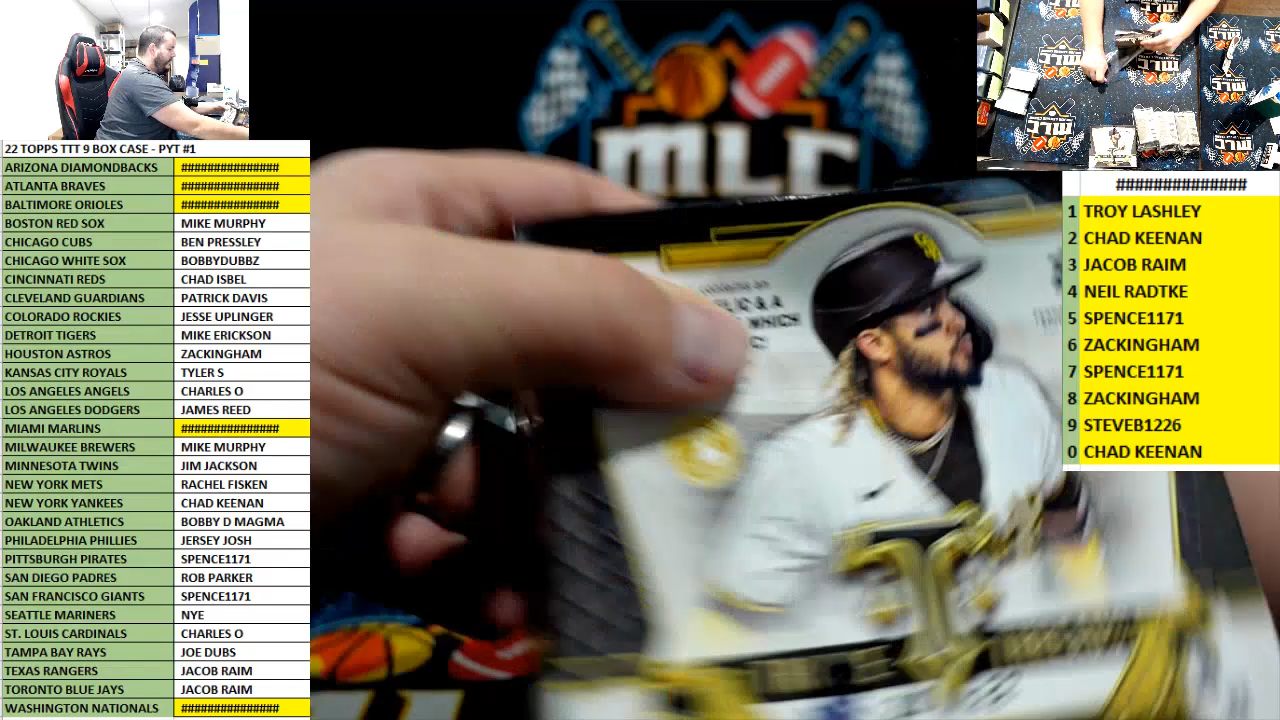 22 TOPPS TTT 9 BOX CASE - PYT #1
ARIZONA DIAMONDBACKS ###############
ATLANTA BRAVES ###############
BALTIMORE ORIOLES ###############
BOSTON RED SOX MIKE MURPHY
CHICAGO CUBS BEN PRESSLEY
CHICAGO WHITE SOX BOBBYDUBBZ
CINCINNATI REDS CHAD ISBEL
CLEVELAND GUARDIANS PATRICK DAVIS
COLORADO ROCKIES JESSE UPLINGER
DETROIT TIGERS MIKE ERICKSON
HOUSTON ASTROS ZACKINGHAM
KANSAS CITY ROYALS TYLER S
LOS ANGELES ANGELS CHARLES O
LOS ANGELES DODGERS JAMES REED
MIAMI MARLINS ###############
MILWAUKEE BREWERS MIKE MURPHY
MINNESOTA TWINS JIM JACKSON
NEW YORK METS RACHEL FISKEN
NEW YORK YANKEES CHAD KEENAN
OAKLAND ATHLETICS BOBBY D MAGMA
PHILADELPHIA PHILLIES JERSEY JOSH
PITTSBURGH PIRATES SPENCE1171
SAN DIEGO PADRES ROB PARKER
SAN FRANCISCO GIANTS SPENCE1171
SEATTLE MARINERS NYE
ST. LOUIS CARDINALS CHARLES O
TAMPA BAY RAYS JOE DUBS
TEXAS RANGERS JACOB RAIM
TORONTO BLUE JAYS JACOB RAIM
WASHINGTON NATIONALS ###############
MLC
WHICH
###############
1 TROY LASHLEY
2 CHAD KEENAN
3 JACOB RAIM
4 NEIL RADTKE
5 SPENCE1171
6 ZACKINGHAM
7 SPENCE1171
8 ZACKINGHAM
9 STEVEB1226
0 CHAD KEENAN